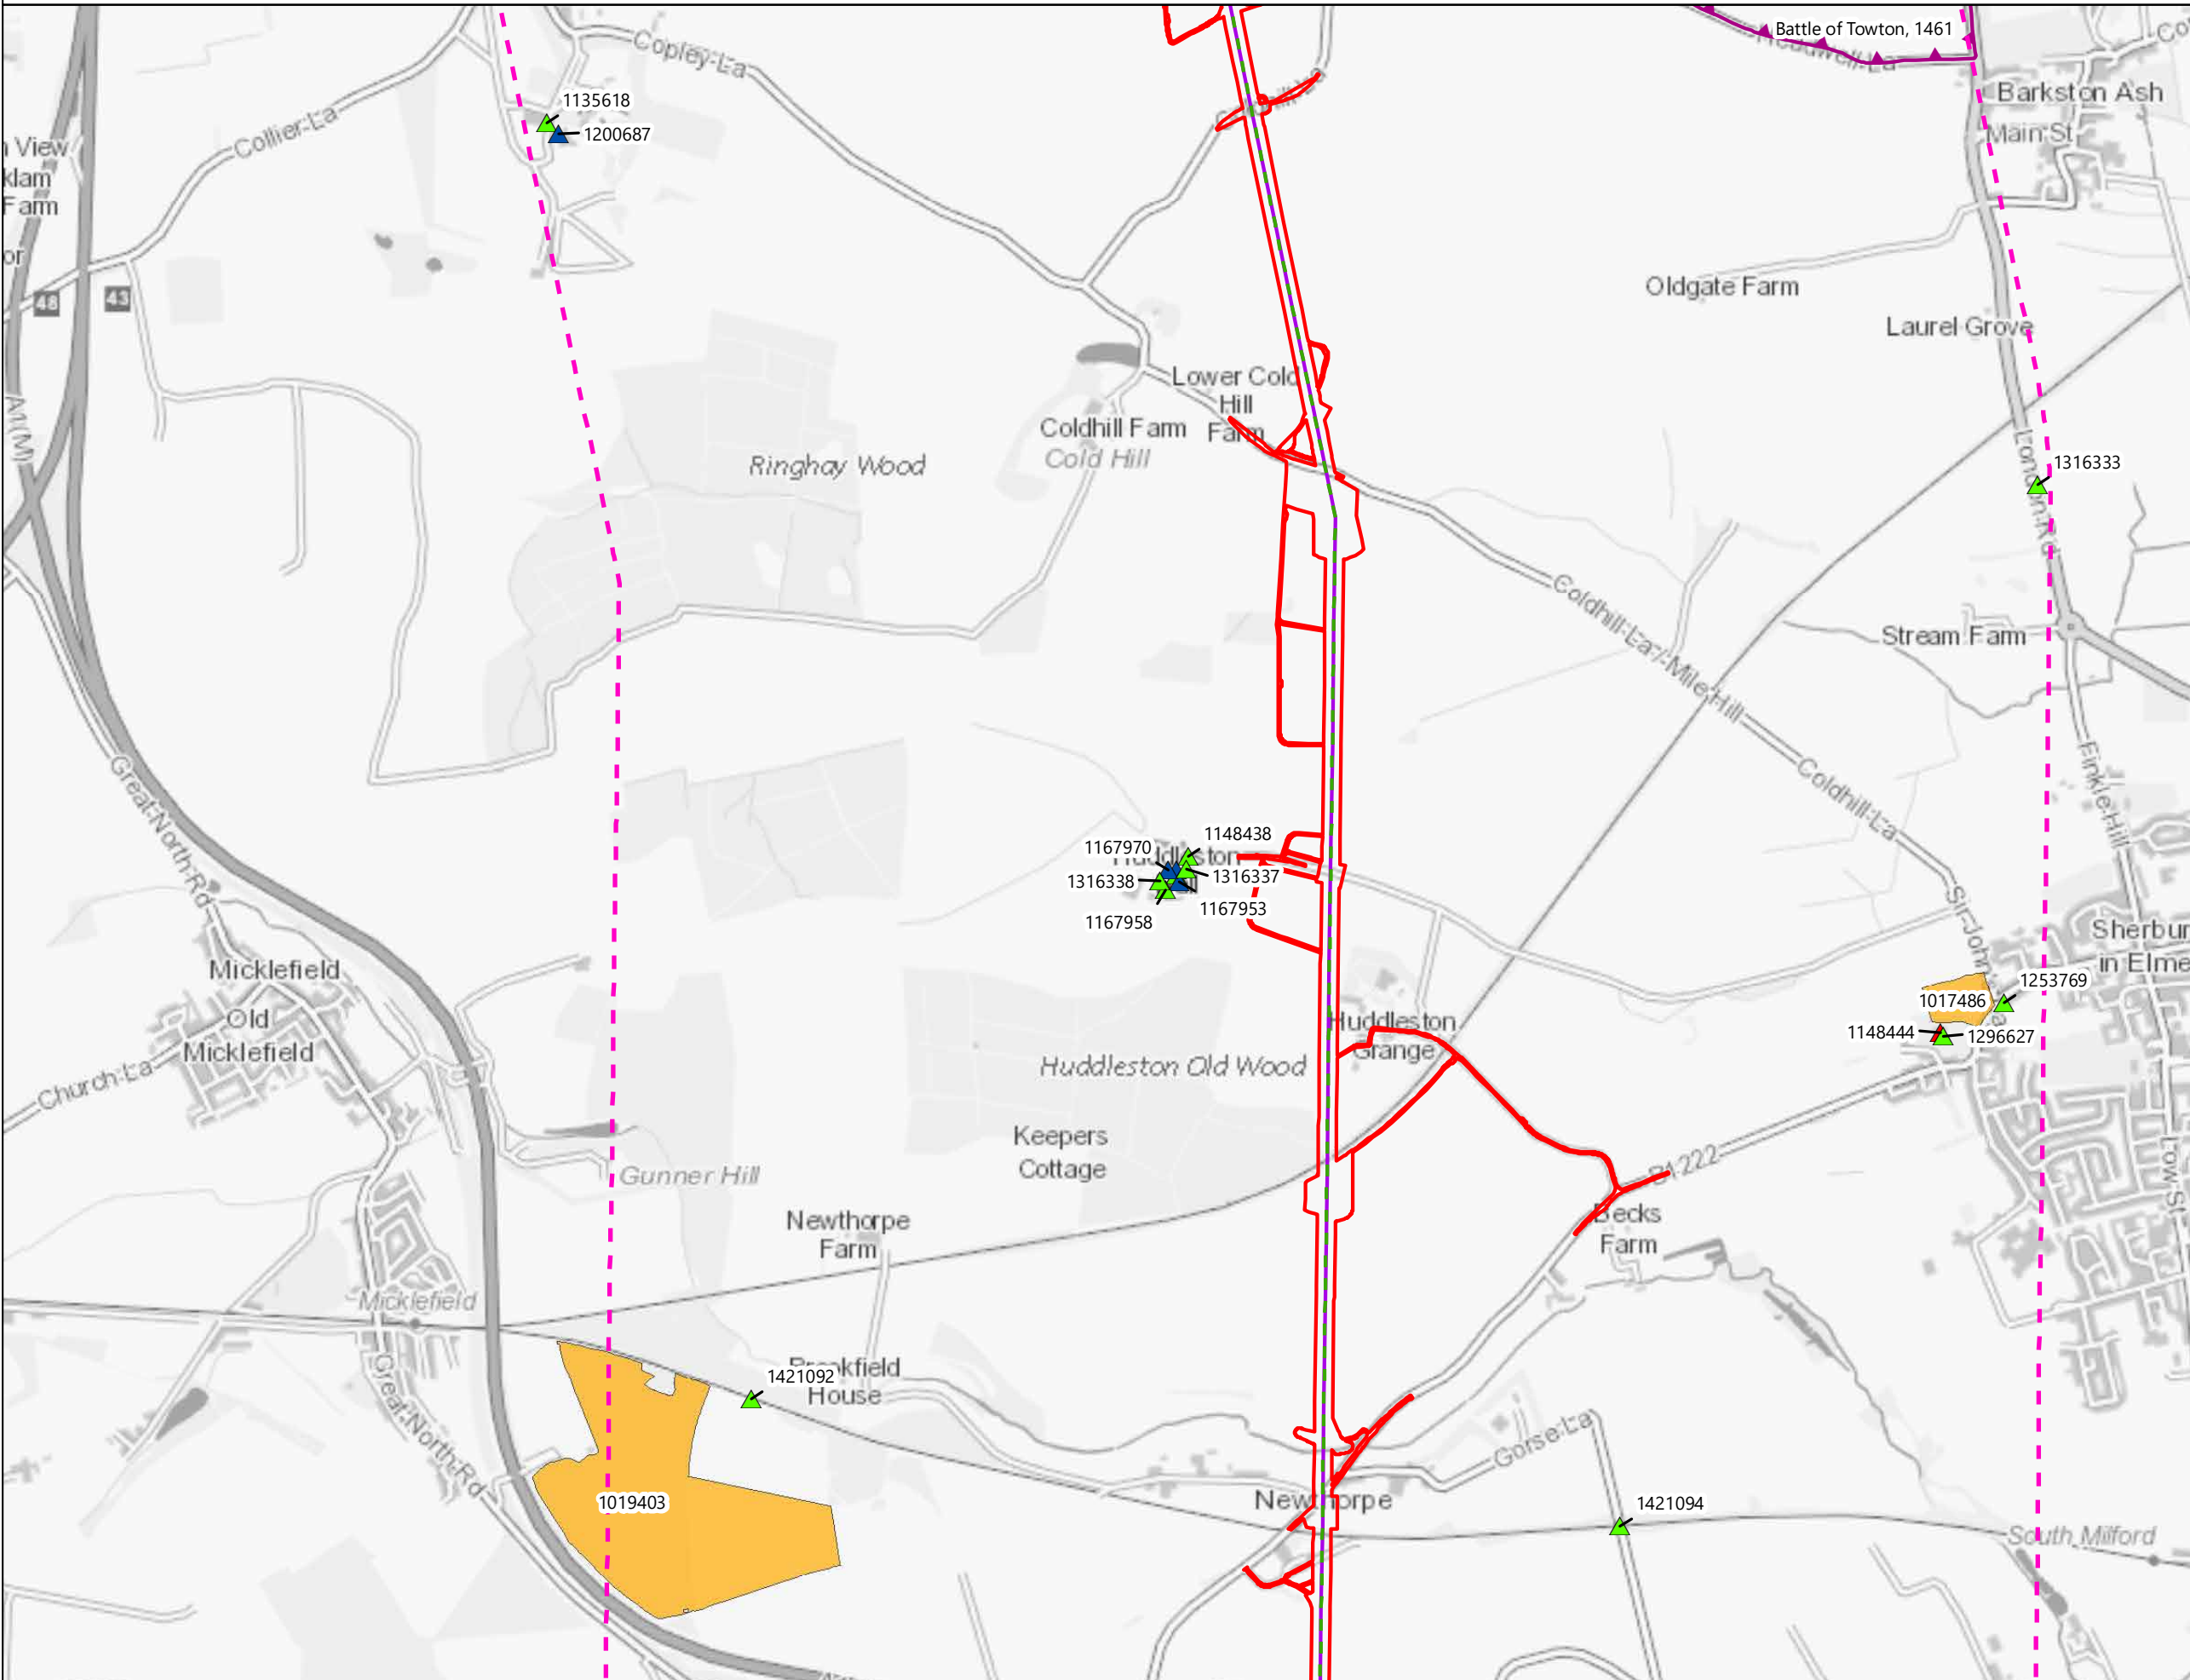 Battle of Towton, 1461
Copley-La
Barkston Ash
Main St
1135618
1200687
Collier-La
View
Farm
48
43
Oldgate Farm
Laurel Grove
Lower Cold
Hill
Farm
Coldhill Farm
Cold Hill
Ringhay Wood
A1(M)
London-Rd
1316333
Coldhill-La-/-Mile-Hill
Stream Farm
Great-North-Rd
Coldhill-La
Finkle-Hill
1148438
1167970
1316338
1316337
1167953
1167958
Micklefield
Old
Micklefield
Church-La
Huddleston
Grange
Huddleston Old Wood
Keepers
Cottage
1017486
1253769
1148444
1296627
Gunner Hill
B1222
Low-St
Newthorpe
Farm
Becks
Farm
Micklefield
Brookfield
House
1421092
Great-North-Rd
1019403
Gorse-La
Newthorpe
1421094
South Milford